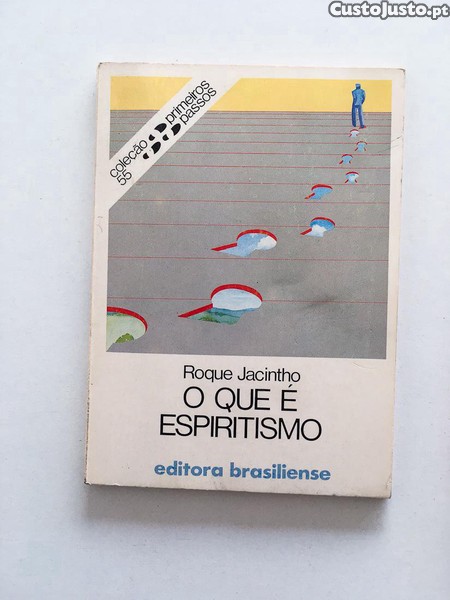 CustoJusto.pt
coleção primeiros
55 passos
Roque Jacintho
O QUE É
ESPIRITISMO
editora brasiliense